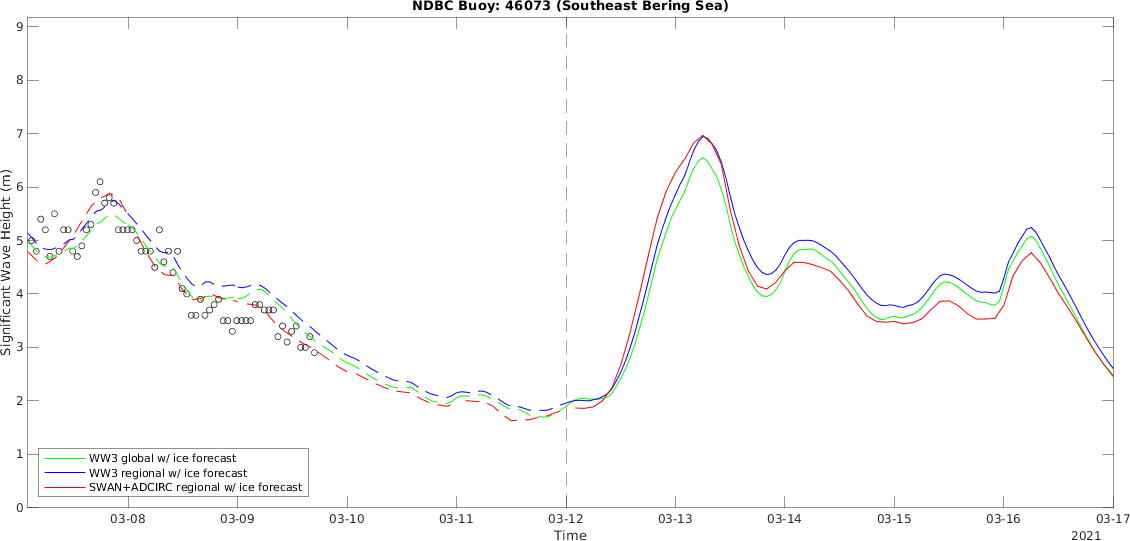 NDBC Buoy: 46073 (Southeast Bering Sea)
9
8
7
6
5
4
3
2
1
0
Significant Wave Height (m)
WW3 global w/ ice forecast
WW3 regional w/ ice forecast
SWAN+ADCIRC regional w/ ice forecast
03-08 03-09 03-10 03-11 03-12 03-13 03-14 03-15 03-16 03-17
Time
2021